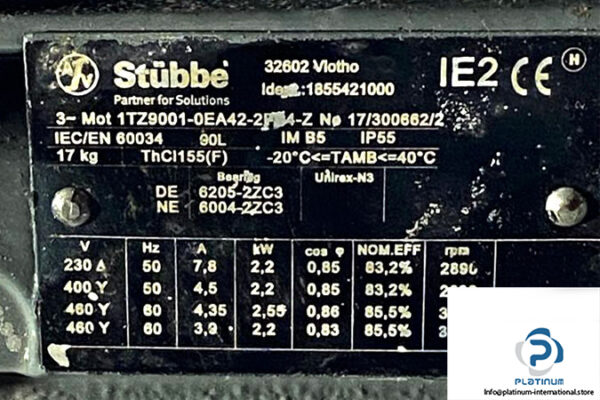 Stübbe
Partner for Solutions
32602 Vlotho
1855421000
IE2 CE H
3~ Mot Nº 17/300662/2
IEC/EN 60034 90L IM B5 IP55
17 kg ThCl155(F) -20°C<=TAMB<=40°C
Bearing Unirex-N3
DE 6205-2ZC3
NE 6004-2ZC3
V Hz A kW cos φ NOM.EFF rpm
230 Δ 50 7,8 2,2 0,85 83,2% 2890
400 Y 50 4,5 2,2 0,85 83,2%
460 Y 60 4,35 2,55 0,86 85,5%
460 Y 60 3,9 2,2 0,83 85,5%
PLATINUM
Info@platinum-international.store